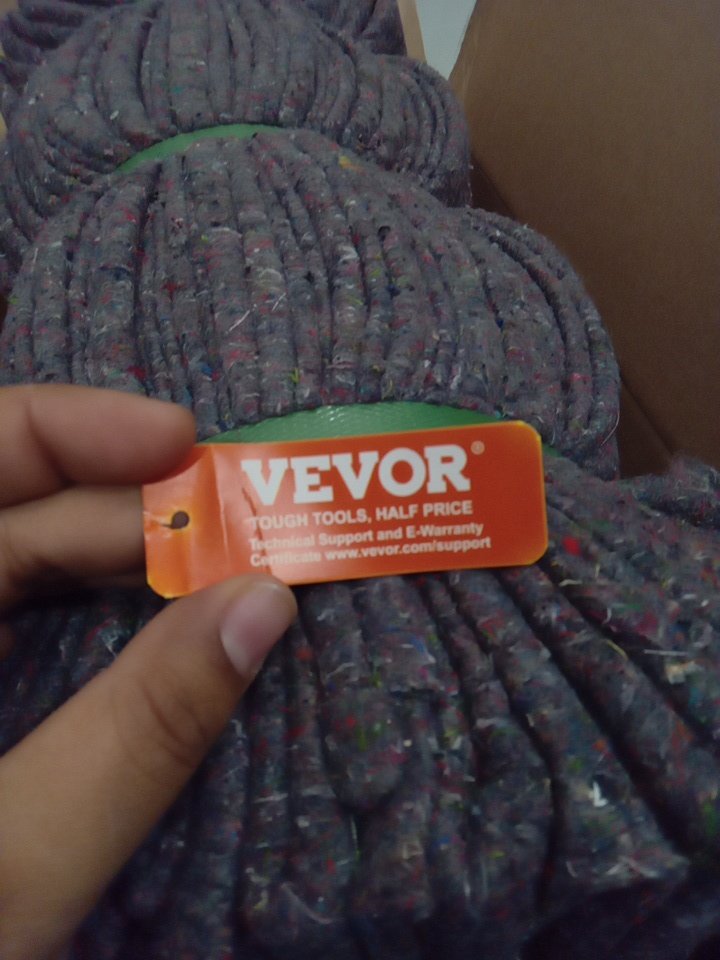 VEVOR®
TOUGH TOOLS, HALF PRICE
Technical Support and E-Warranty
Certificate www.vevor.com/support